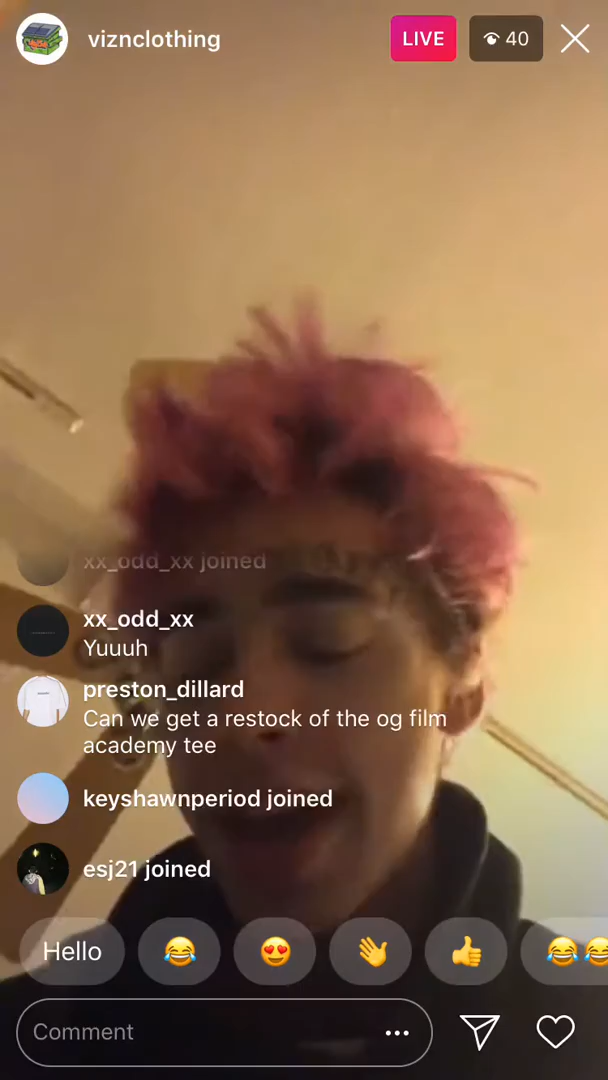 viznclothing
LIVE
40
xx_odd_xx joined
xx_odd_xx
Yuuuh
preston_dillard
Can we get a restock of the og film
academy tee
keyshawnperiod joined
esj21 joined
Hello
Comment